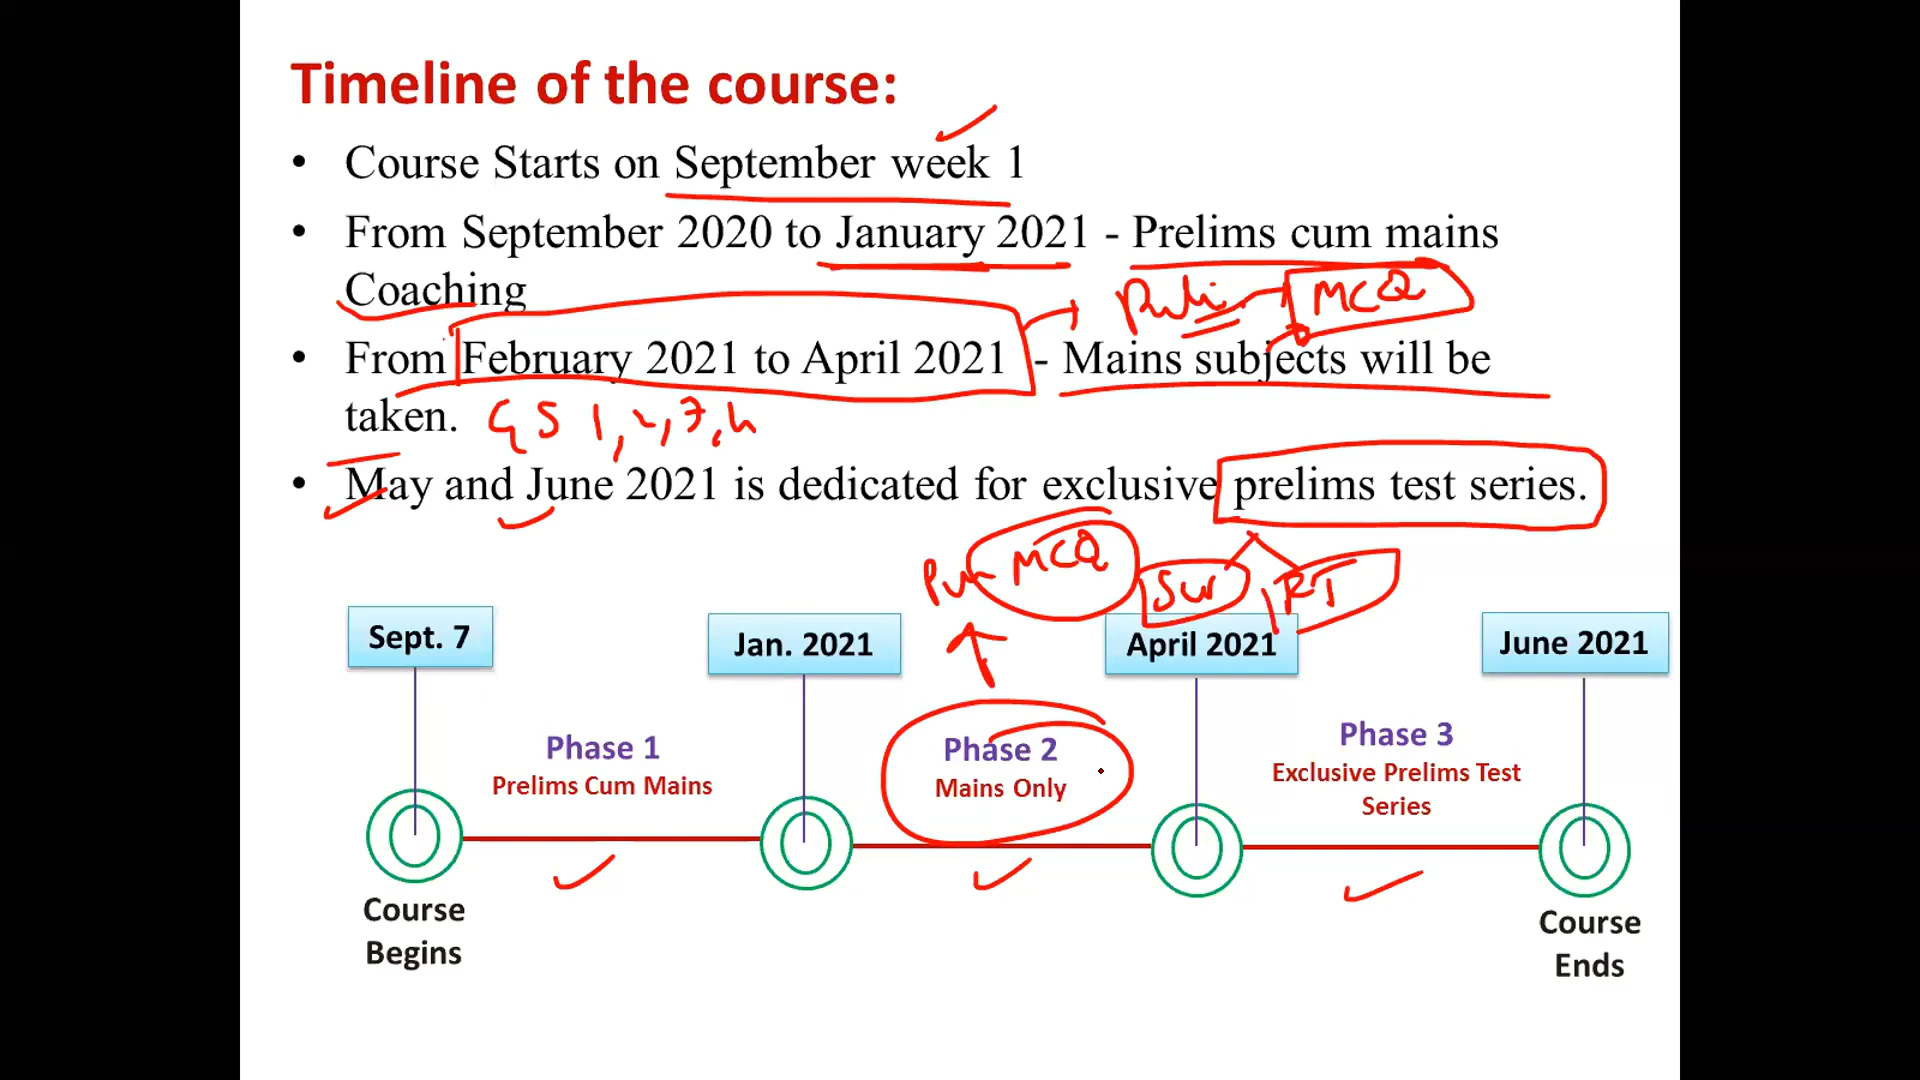 Timeline of the course:
• Course Starts on September week 1
• From September 2020 to January 2021 - Prelims cum mains
Coaching
MCQ
• From February 2021 to April 2021 - Mains subjects will be
taken. GS 1, 2, 3, 4
• May and June 2021 is dedicated for exclusive prelims test series.
MCQ
SW RT
Sept. 7
Jan. 2021
April 2021
June 2021
Phase 1
Prelims Cum Mains
Phase 2
Mains Only
Phase 3
Exclusive Prelims Test
Series
Course
Begins
Course
Ends